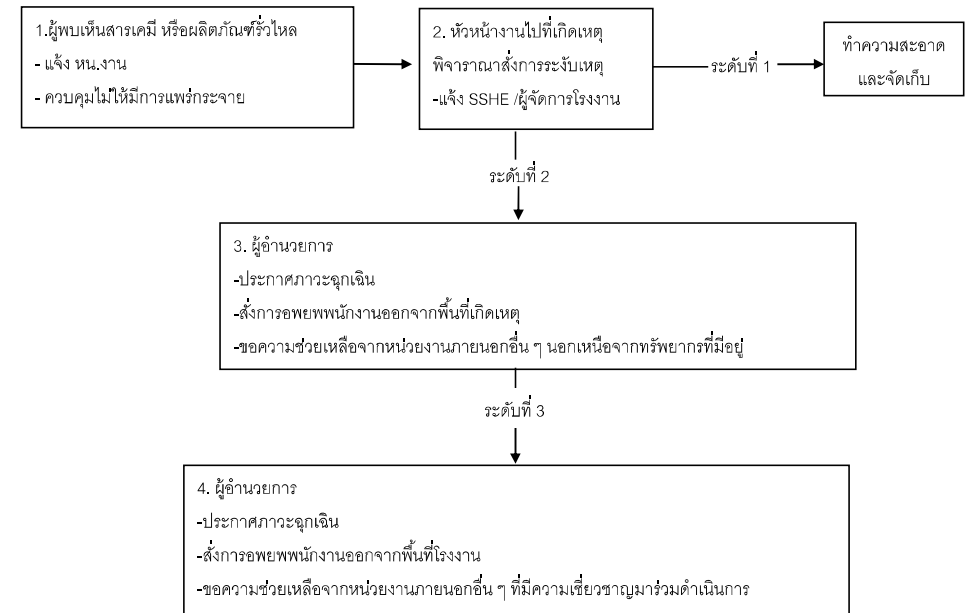 1.ผู้พบเห็นสารเคมี หรือผลิตภัณฑ์รั่วไหล
- แจ้ง หน.งาน
- ควบคุมไม่ให้มีการแพร่กระจาย
2. หัวหน้างานไปที่เกิดเหตุ
พิจารณาสั่งการระงับเหตุ
-แจ้ง SSHE /ผู้จัดการโรงงาน
ระดับที่ 1
ทำความสะอาด
และจัดเก็บ
ระดับที่ 2
3. ผู้อำนวยการ
-ประกาศภาวะฉุกเฉิน
-สั่งการอพยพพนักงานออกจากพื้นที่เกิดเหตุ
-ขอความช่วยเหลือจากหน่วยงานภายนอกอื่น ๆ นอกเหนือจากทรัพยากรที่มีอยู่
ระดับที่ 3
4. ผู้อำนวยการ
-ประกาศภาวะฉุกเฉิน
-สั่งการอพยพพนักงานออกจากพื้นที่โรงงาน
-ขอความช่วยเหลือจากหน่วยงานภายนอกอื่น ๆ ที่มีความเชี่ยวชาญมาร่วมดำเนินการ